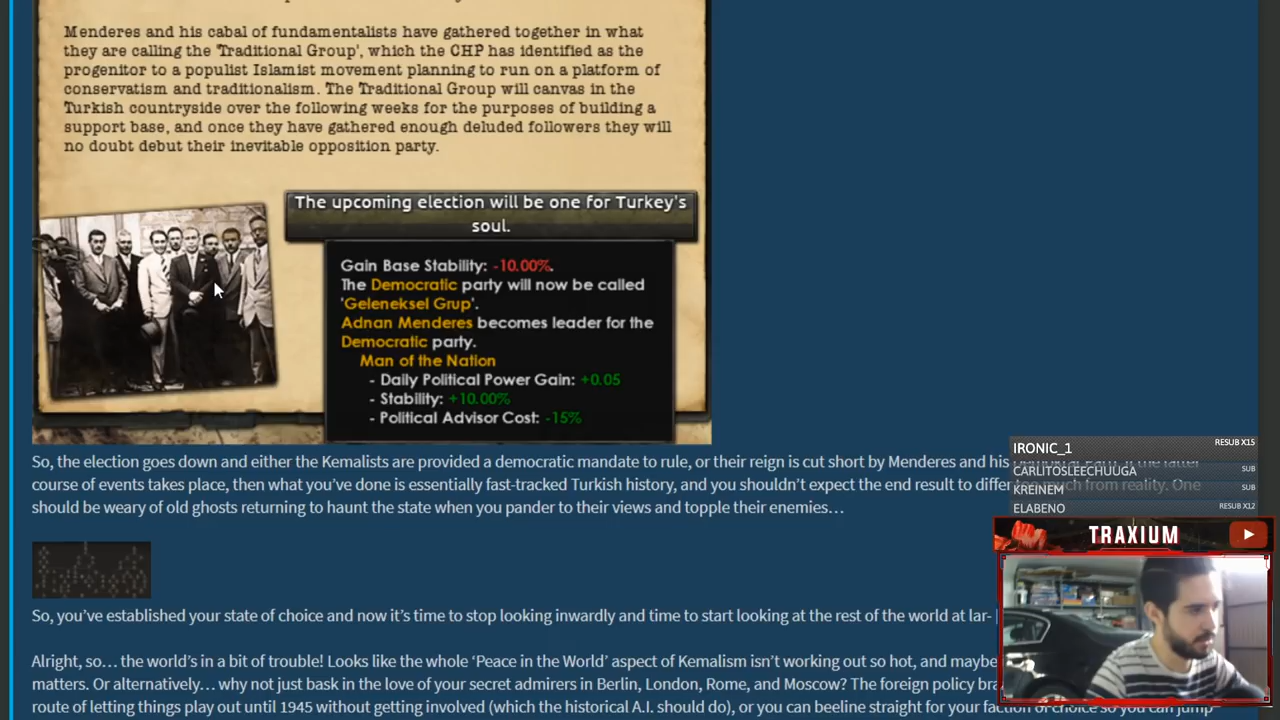 Menderes and his cabal of fundamentalists have gathered together in what
they are calling the 'Traditional Group', which the CHP has identified as the
progenitor to a populist Islamist movement planning to run on a platform of
conservatism and traditionalism. The Traditional Group will canvas in the
Turkish countryside over the following weeks for the purposes of building a
support base, and once they have gathered enough deluded followers they will
no doubt debut their inevitable opposition party.
The upcoming election will be one for Turkey's
soul.
Gain Base Stability: -10.00%.
The Democratic party will now be called
'Geleneksel Grup'.
Adnan Menderes becomes leader for the
Democratic party.
Man of the Nation
- Daily Political Power Gain: +0.05
- Stability: +10.00%
- Political Advisor Cost: -15%
So, the election goes down and either the Kemalists are provided a democratic mandate to rule, or their reign is cut short by Menderes and his
course of events takes place, then what you've done is essentially fast-tracked Turkish history, and you shouldn't expect the end result to differ too much from reality. One
should be weary of old ghosts returning to haunt the state when you pander to their views and topple their enemies…
IRONIC_1 RESUB X15
CARLITOSLEECHUUGA SUB
KREINEM SUB
ELABENO RESUB X12
TRAXIUM
So, you've established your state of choice and now it's time to stop looking inwardly and time to start looking at the rest of the world at lar-
Alright, so… the world's in a bit of trouble! Looks like the whole 'Peace in the World' aspect of Kemalism isn't working out so hot, and maybe
matters. Or alternatively… why not just bask in the love of your secret admirers in Berlin, London, Rome, and Moscow? The foreign policy
route of letting things play out until 1945 without getting involved (which the historical A.I. should do), or you can beeline straight for your faction of choice so you can jump